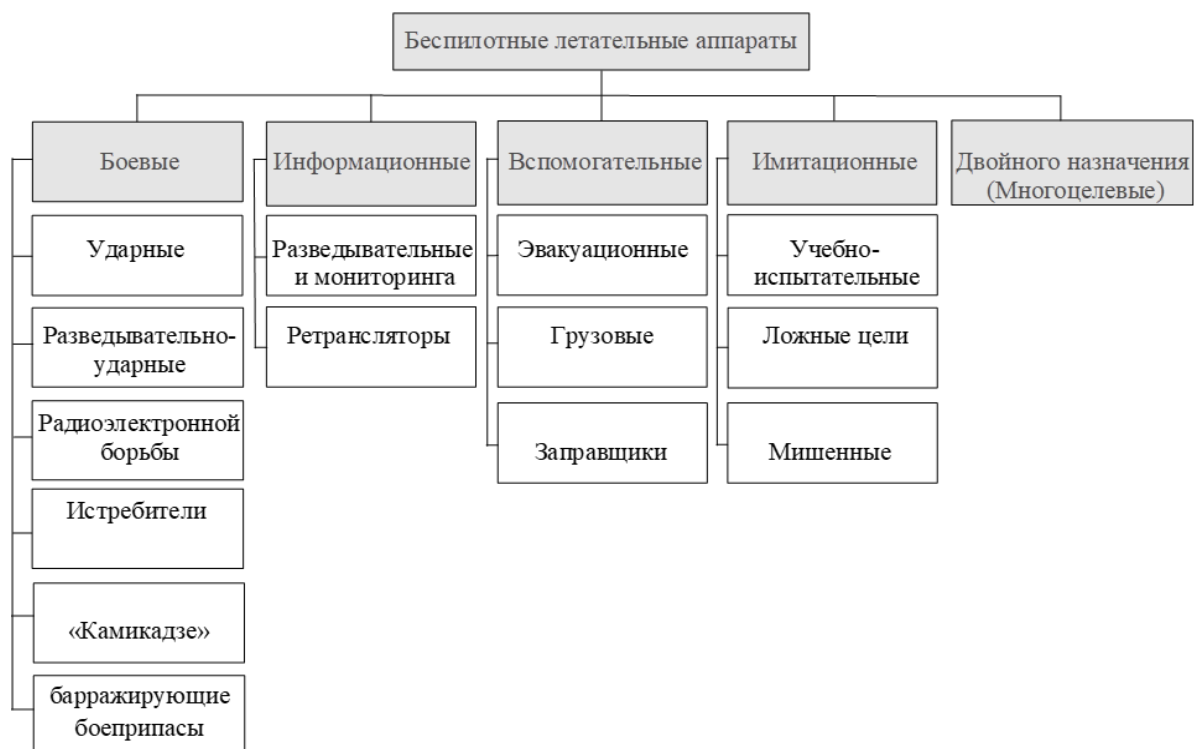 Беспилотные летательные аппараты
Боевые
Ударные
Разведывательно-
ударные
Радиоэлектронной
борьбы
Истребители
«Камикадзе»
барражирующие
боеприпасы
Информационные
Разведывательные
и мониторинга
Ретрансляторы
Вспомогательные
Эвакуационные
Грузовые
Заправщики
Имитационные
Учебно-
испытательные
Ложные цели
Мишенные
Двойного назначения
(Многоцелевые)